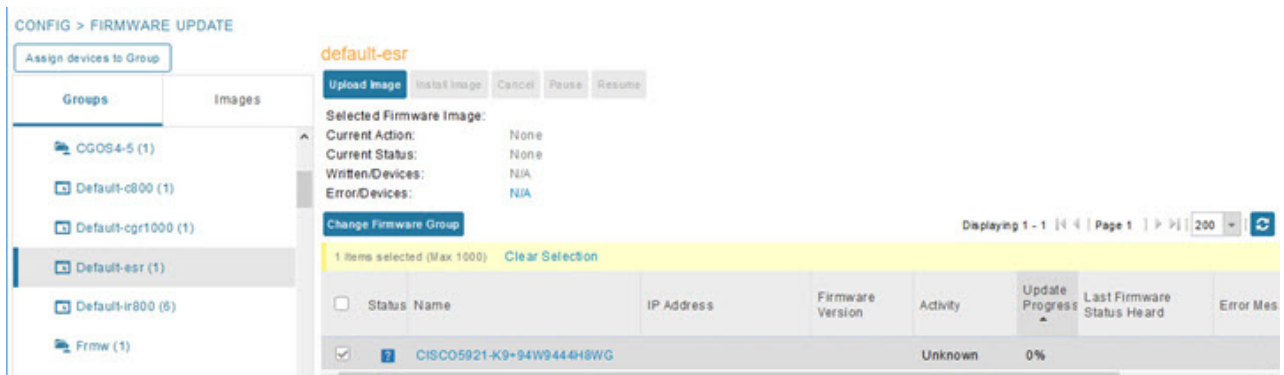 CONFIG > FIRMWARE UPDATE
Assign devices to Group
Groups Images
CGOS4-5 (1)
Default-c800 (1)
Default-cgr1000 (1)
Default-esr (1)
Default-ir800 (6)
Frmw (1)
default-esr
Upload Image Install Image Cancel Pause Resume
Selected Firmware Image:
Current Action: None
Current Status: None
Written/Devices: N/A
Error/Devices: N/A
Change Firmware Group
Displaying 1 - 1 | Page 1 | 200
1 items selected (Max 1000) Clear Selection
Status Name IP Address Firmware Version Activity Update Progress Last Firmware Status Heard Error Mes
? CISCO5921-K9+94W9444H8WG Unknown 0%